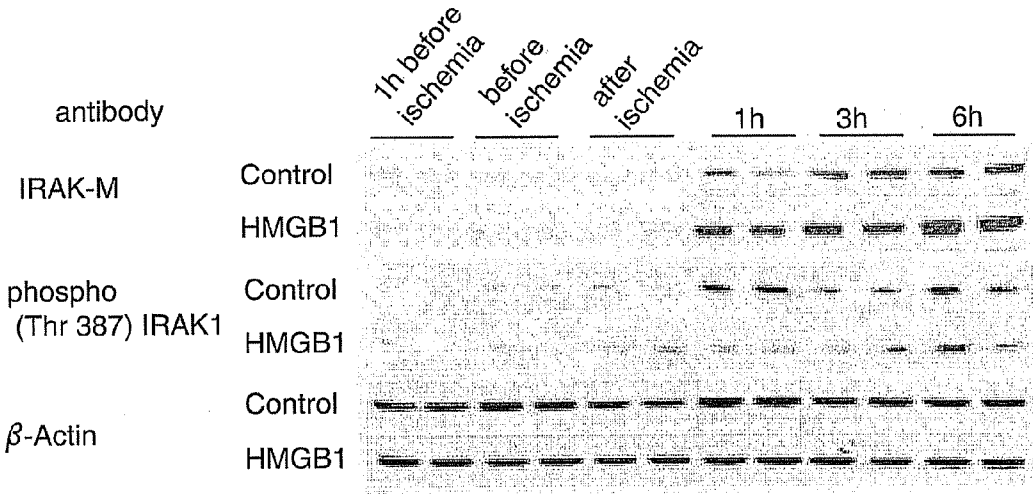 1h before
ischemia
before
ischemia
after
ischemia
1h
3h
6h
antibody
IRAK-M
Control
HMGB1
phospho
(Thr 387) IRAK1
Control
HMGB1
β-Actin
Control
HMGB1